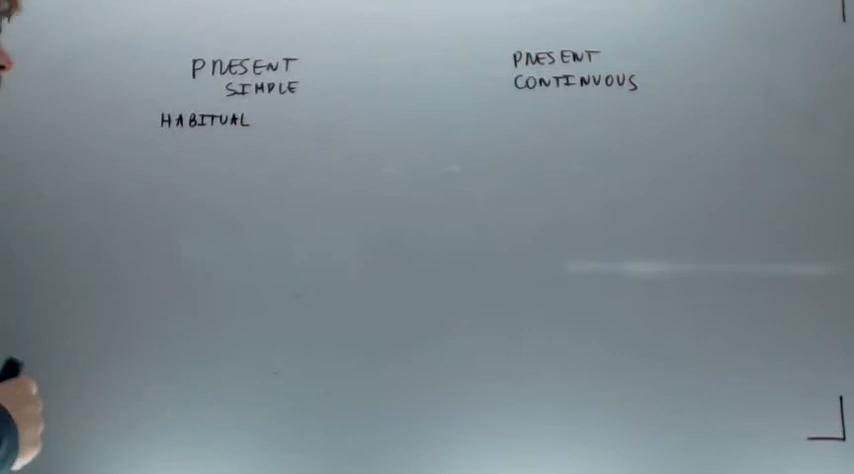 PRESENT
SIMPLE
HABITUAL
PRESENT
CONTINUOUS